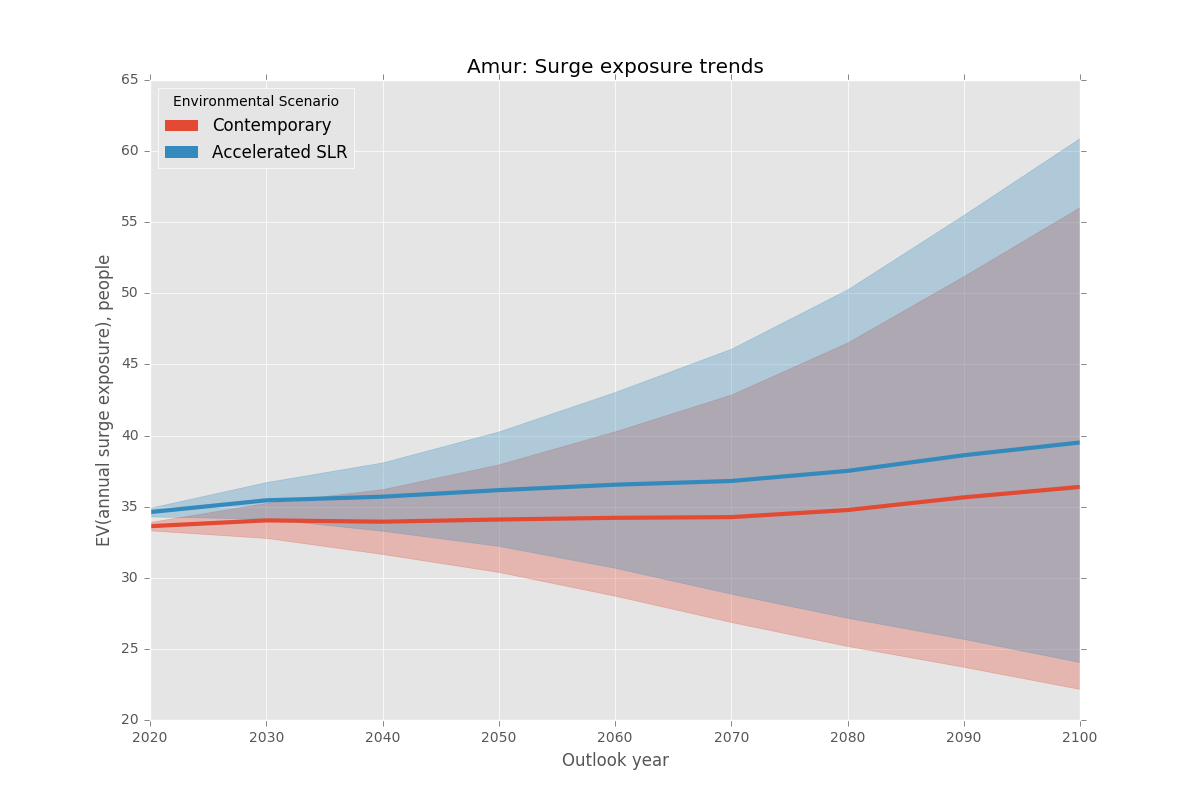 Amur: Surge exposure trends
Environmental Scenario
Contemporary
Accelerated SLR
EV(annual surge exposure), people
65
60
55
50
45
40
35
30
25
20
2020 2030 2040 2050 2060 2070 2080 2090 2100
Outlook year